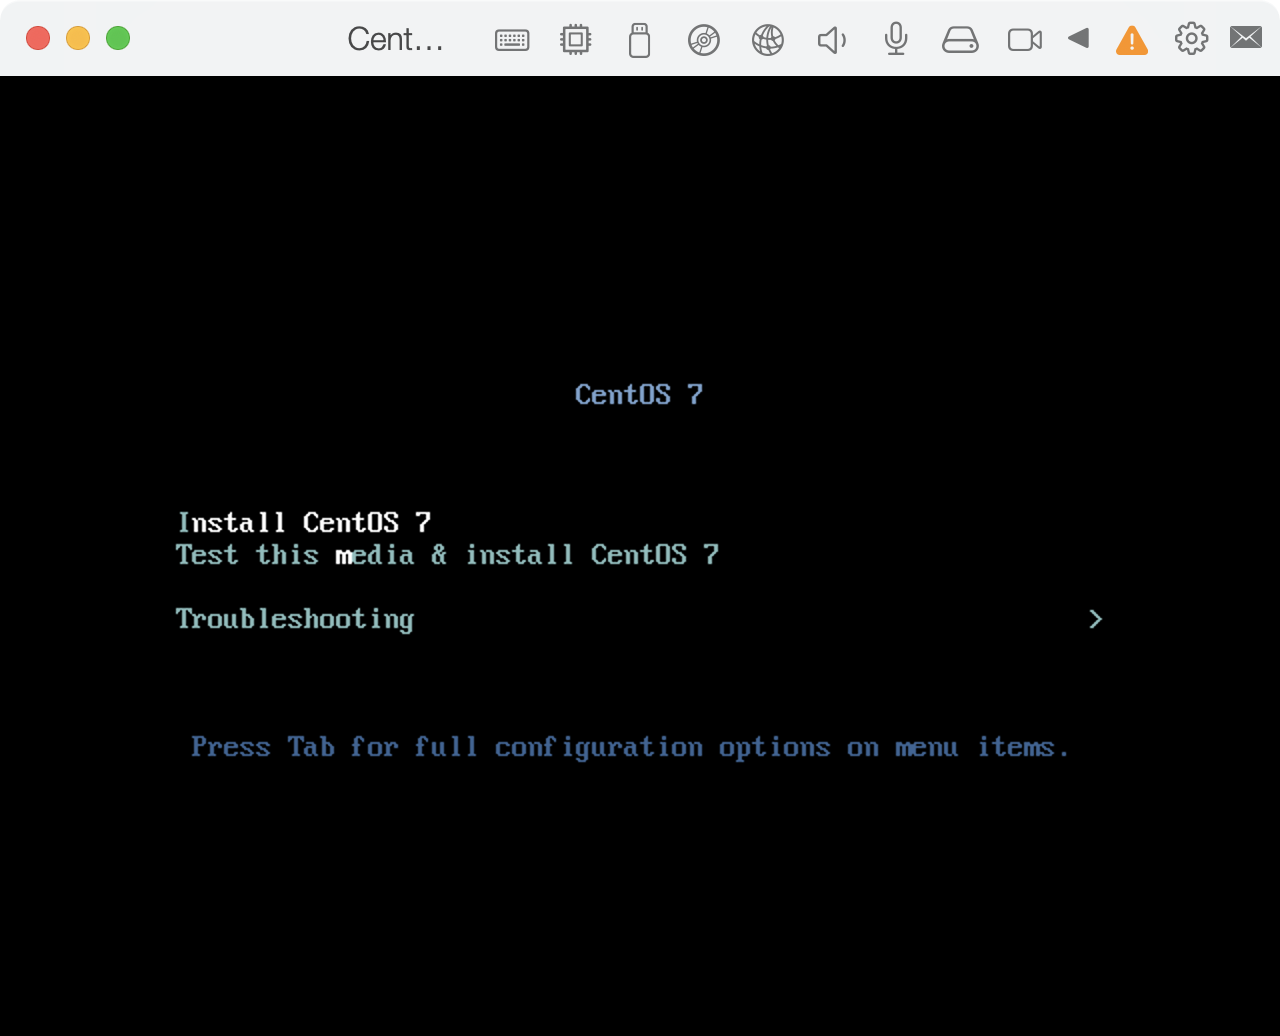 Cent...
CentOS 7
Install CentOS 7
Test this media & install CentOS 7
Troubleshooting >
Press Tab for full configuration options on menu items.